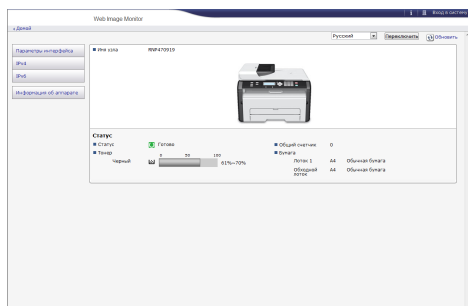 Web Image Monitor
Вход в систему
Домой
Русский Переключить Обновить
Параметры интерфейса
IPv4
IPv6
Информация об аппарате
Имя узла RNP470919
Статус
Статус Готово
Общий счетчик 0
Тонер 0 50 100
Бумага
Черный 61%~70%
Лоток 1 A4 Обычная бумага
Обходной лоток A4 Обычная бумага